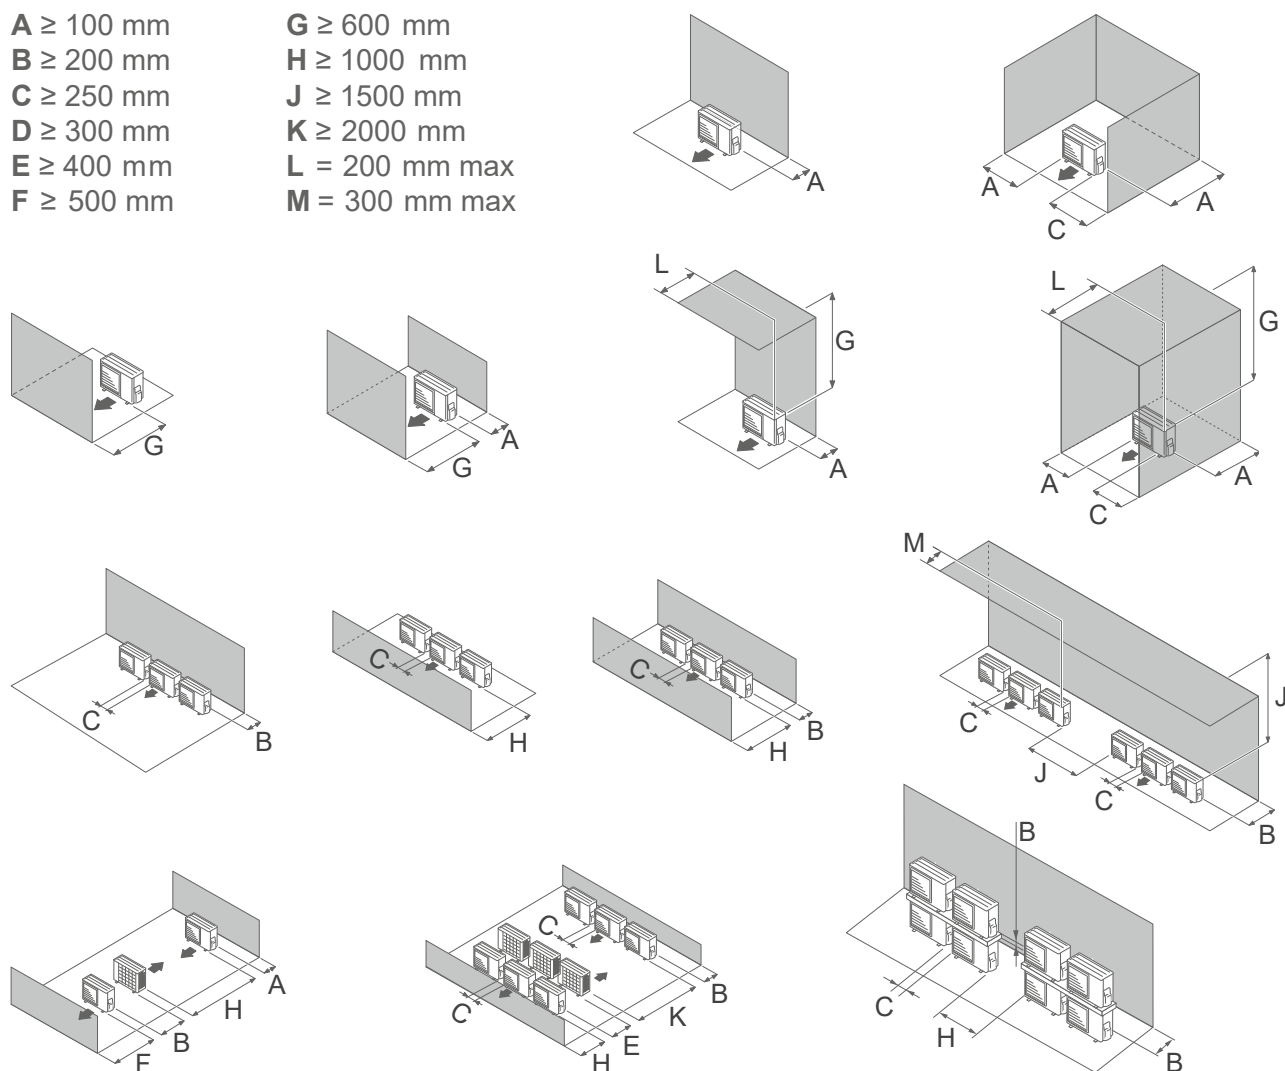 A ≥ 100 mm
B ≥ 200 mm
C ≥ 250 mm
D ≥ 300 mm
E ≥ 400 mm
F ≥ 500 mm
G ≥ 600 mm
H ≥ 1000 mm
J ≥ 1500 mm
K ≥ 2000 mm
L = 200 mm max
M = 300 mm max
A
A
C
A
G
G
A
L
G
A
L
G
A
C
A
C
B
C
H
C
H
B
M
J
C
J
C
B
F
B
H
A
C
C
H
E
K
B
B
C
H
B